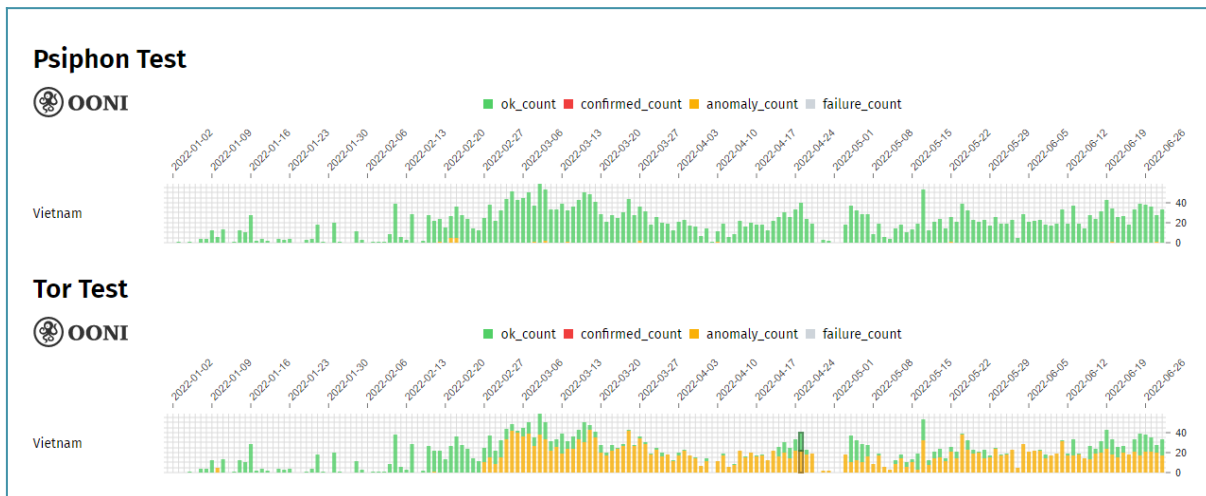 Psiphon Test
OONI
ok_count confirmed_count anomaly_count failure_count
2022-01-02 2022-01-09 2022-01-16 2022-01-23 2022-01-30 2022-02-06 2022-02-13 2022-02-20 2022-02-27 2022-03-06 2022-03-13 2022-03-20 2022-03-27 2022-04-03 2022-04-10 2022-04-17 2022-04-24 2022-05-01 2022-05-08 2022-05-15 2022-05-22 2022-05-29 2022-06-05 2022-06-12 2022-06-19 2022-06-26
40
Vietnam 20
0
Tor Test
OONI
ok_count confirmed_count anomaly_count failure_count
2022-01-02 2022-01-09 2022-01-16 2022-01-23 2022-01-30 2022-02-06 2022-02-13 2022-02-20 2022-02-27 2022-03-06 2022-03-13 2022-03-20 2022-03-27 2022-04-03 2022-04-10 2022-04-17 2022-04-24 2022-05-01 2022-05-08 2022-05-15 2022-05-22 2022-05-29 2022-06-05 2022-06-12 2022-06-19 2022-06-26
40
Vietnam 20
0